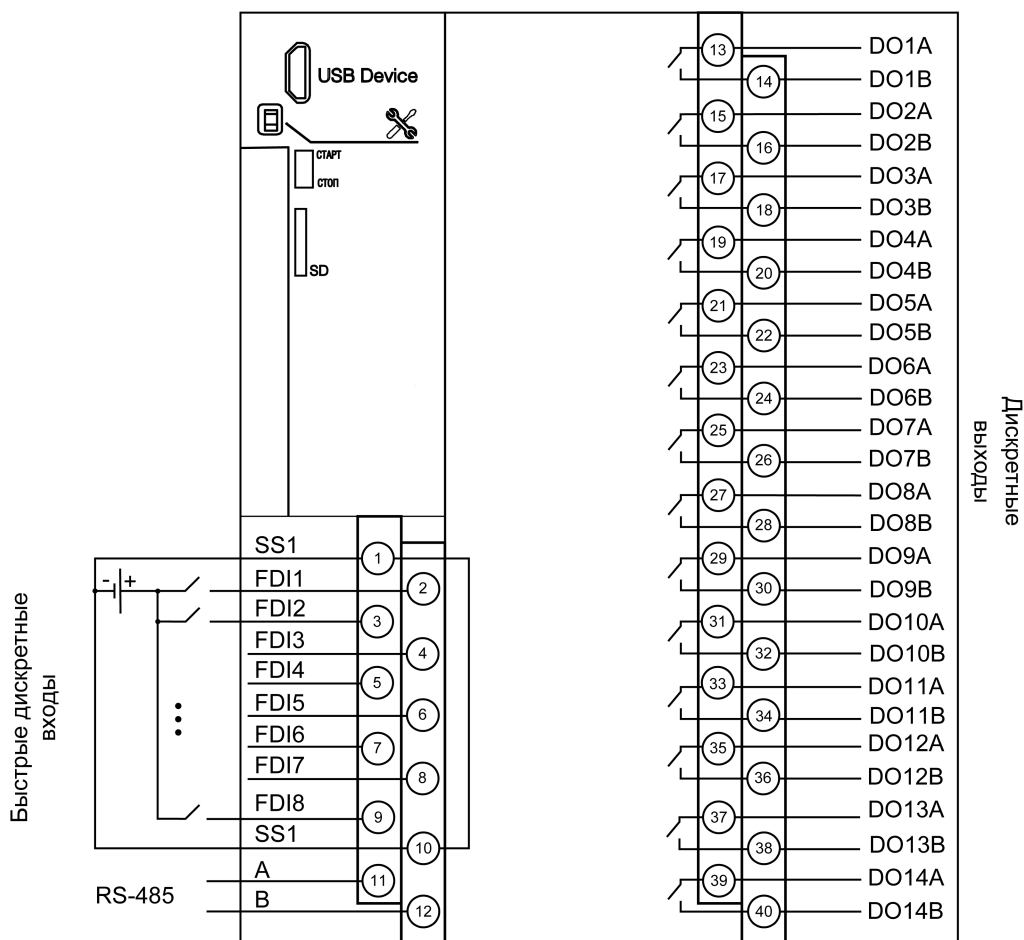 USB Device
СТАРТ
СТОП
SD
SS1
1
FDI1
2
FDI2
3
FDI3
4
FDI4
5
FDI5
6
FDI6
7
FDI7
8
FDI8
9
SS1
10
A
11
B
12
- +
Быстрые дискретные
входы
RS-485
13 DO1A
14 DO1B
15 DO2A
16 DO2B
17 DO3A
18 DO3B
19 DO4A
20 DO4B
21 DO5A
22 DO5B
23 DO6A
24 DO6B
25 DO7A
26 DO7B
27 DO8A
28 DO8B
29 DO9A
30 DO9B
31 DO10A
32 DO10B
33 DO11A
34 DO11B
35 DO12A
36 DO12B
37 DO13A
38 DO13B
39 DO14A
40 DO14B
Дискретные
выходы